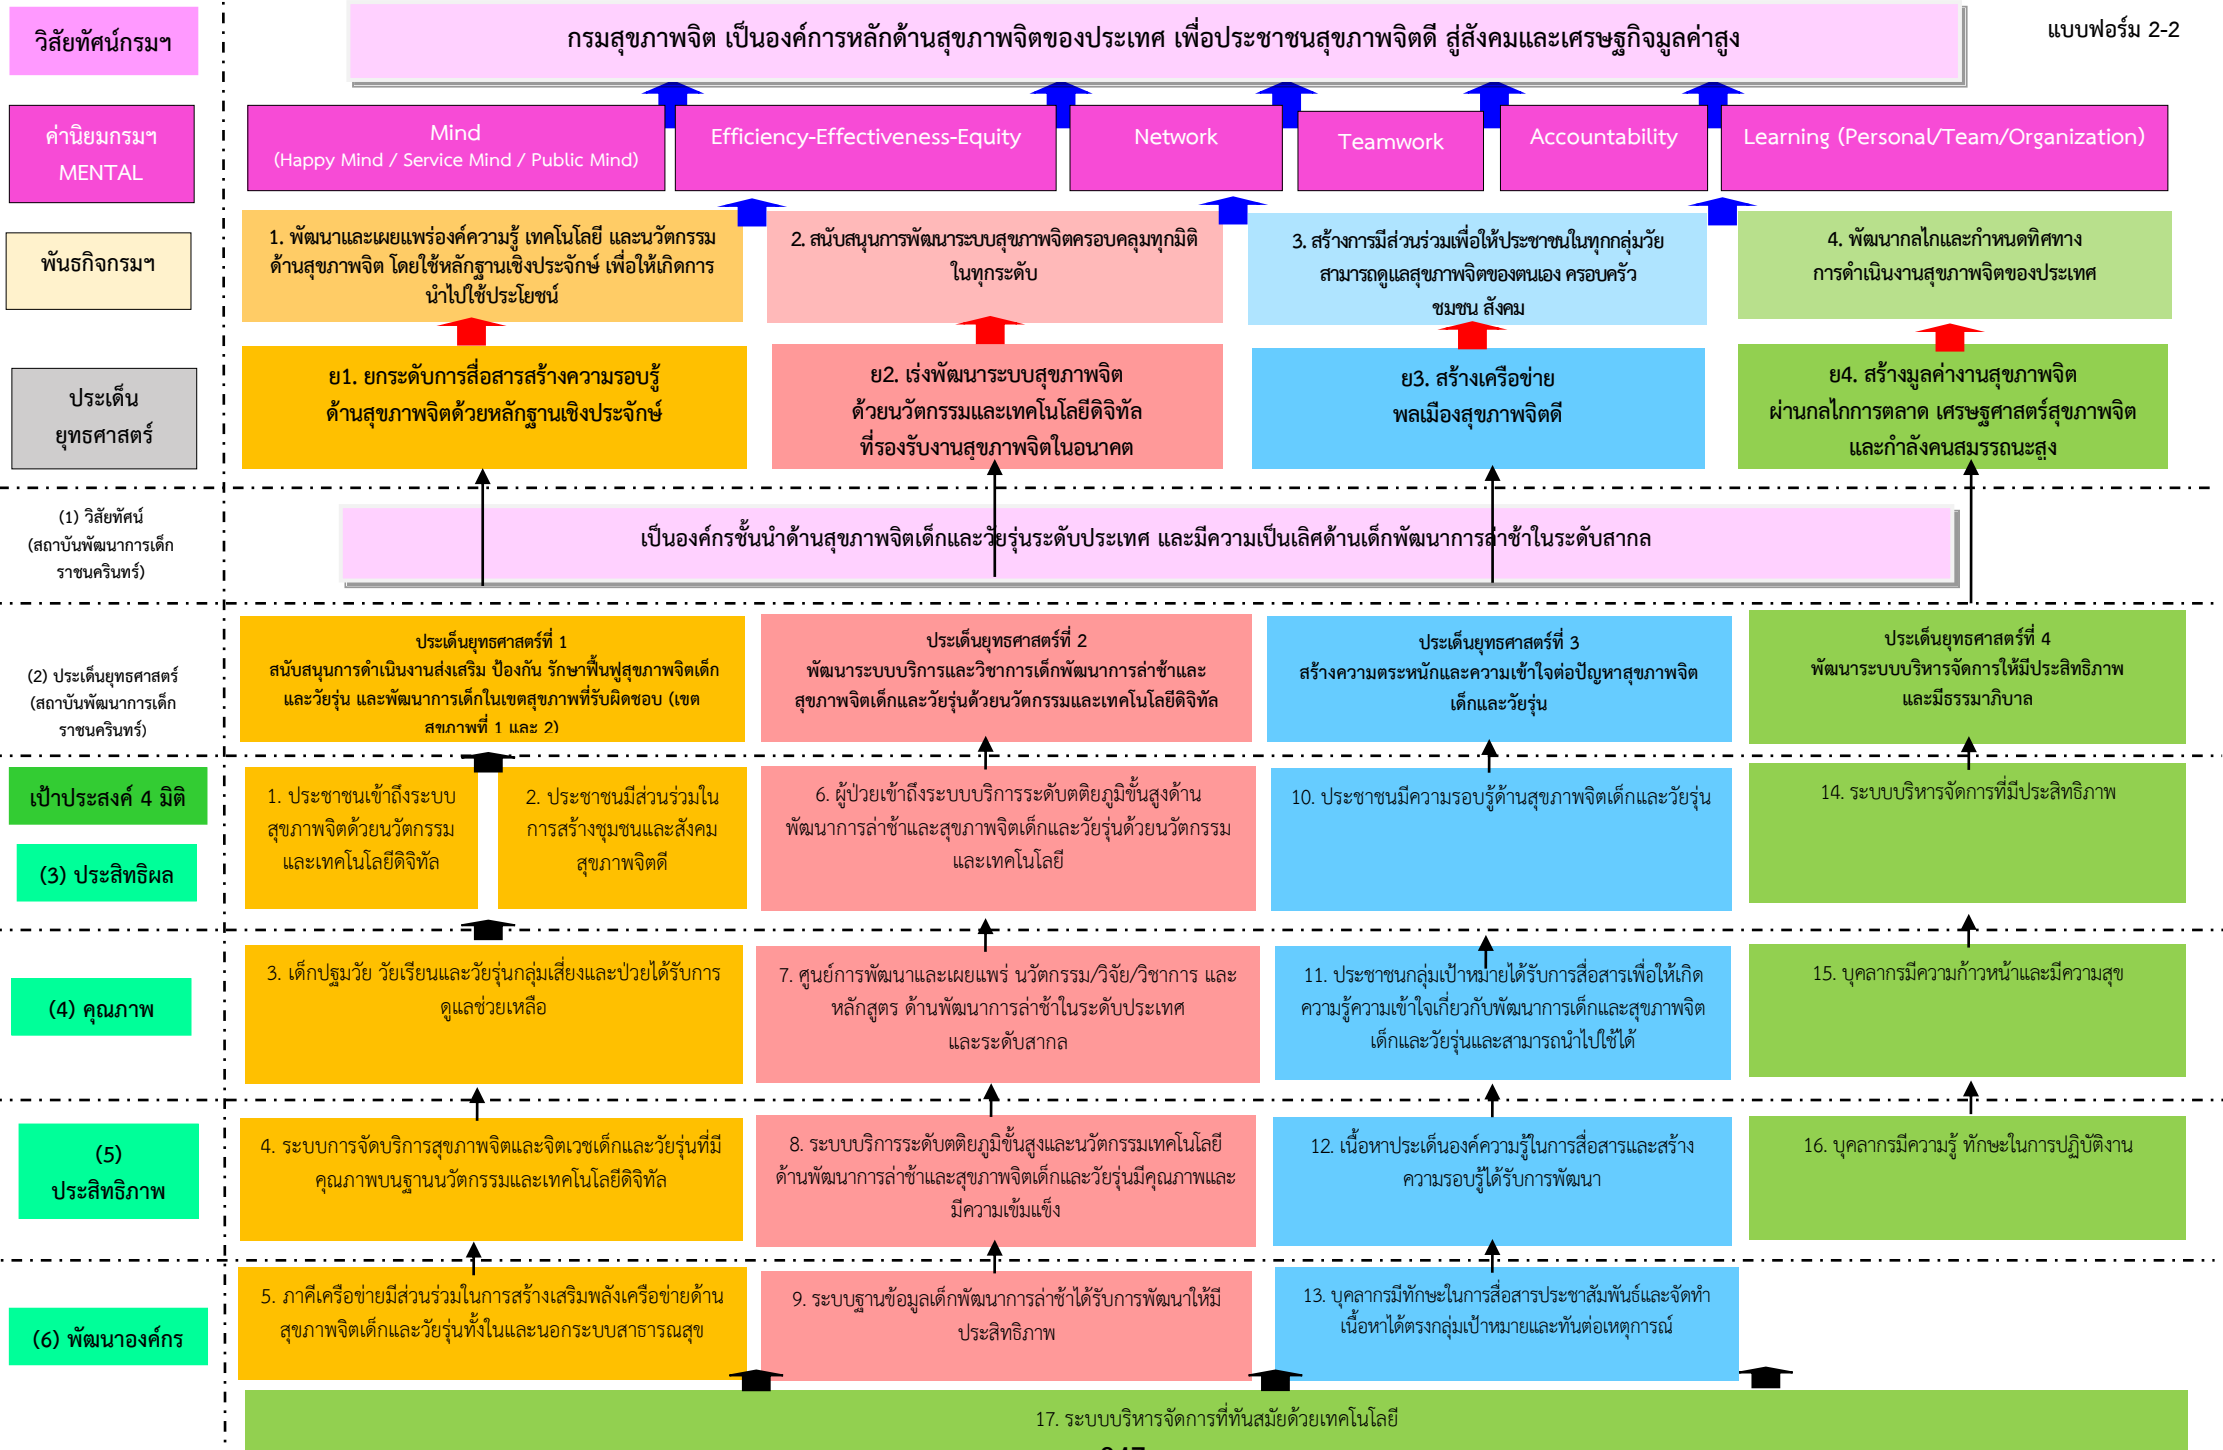 วิสัยทัศน์กรมฯ
กรมสุขภาพจิต เป็นองค์การหลักด้านสุขภาพจิตของประเทศ เพื่อประชาชนสุขภาพจิตดี สู่สังคมและเศรษฐกิจมูลค่าสูง
แบบฟอร์ม 2-2
ค่านิยมกรมฯ
MENTAL
Mind
(Happy Mind / Service Mind / Public Mind)
Efficiency-Effectiveness-Equity
Network
Teamwork
Accountability
Learning (Personal/Team/Organization)
พันธกิจกรมฯ
1. พัฒนาและเผยแพร่องค์ความรู้ เทคโนโลยี และนวัตกรรม
ด้านสุขภาพจิต โดยใช้หลักฐานเชิงประจักษ์ เพื่อให้เกิดการ
นำไปใช้ประโยชน์
2. สนับสนุนการพัฒนาระบบสุขภาพจิตครอบคลุมทุกมิติ
ในทุกระดับ
3. สร้างการมีส่วนร่วมเพื่อให้ประชาชนในทุกกลุ่มวัย
สามารถดูแลสุขภาพจิตของตนเอง ครอบครัว
ชุมชน สังคม
4. พัฒนากลไกและกำหนดทิศทาง
การดำเนินงานสุขภาพจิตของประเทศ
ประเด็น
ยุทธศาสตร์
ย1. ยกระดับการสื่อสารสร้างความรอบรู้
ด้านสุขภาพจิตด้วยหลักฐานเชิงประจักษ์
ย2. เร่งพัฒนาระบบสุขภาพจิต
ด้วยนวัตกรรมและเทคโนโลยีดิจิทัล
ที่รองรับงานสุขภาพจิตในอนาคต
ย3. สร้างเครือข่าย
พลเมืองสุขภาพจิตดี
ย4. สร้างมูลค่างานสุขภาพจิต
ผ่านกลไกการตลาด เศรษฐศาสตร์สุขภาพจิต
และกำลังคนสมรรถนะสูง
(1) วิสัยทัศน์
(สถาบันพัฒนาการเด็ก
ราชนครินทร์)
เป็นองค์กรชั้นนำด้านสุขภาพจิตเด็กและวัยรุ่นระดับประเทศ และมีความเป็นเลิศด้านเด็กพัฒนาการล่าช้าในระดับสากล
(2) ประเด็นยุทธศาสตร์
(สถาบันพัฒนาการเด็ก
ราชนครินทร์)
ประเด็นยุทธศาสตร์ที่ 1
สนับสนุนการดำเนินงานส่งเสริม ป้องกัน รักษาฟื้นฟูสุขภาพจิตเด็ก
และวัยรุ่น และพัฒนาการเด็กในเขตสุขภาพที่รับผิดชอบ (เขต
สุขภาพที่ 1 และ 2)
ประเด็นยุทธศาสตร์ที่ 2
พัฒนาระบบบริการและวิชาการเด็กพัฒนาการล่าช้าและ
สุขภาพจิตเด็กและวัยรุ่นด้วยนวัตกรรมและเทคโนโลยีดิจิทัล
ประเด็นยุทธศาสตร์ที่ 3
สร้างความตระหนักและความเข้าใจต่อปัญหาสุขภาพจิต
เด็กและวัยรุ่น
ประเด็นยุทธศาสตร์ที่ 4
พัฒนาระบบบริหารจัดการให้มีประสิทธิภาพ
และมีธรรมาภิบาล
เป้าประสงค์ 4 มิติ
(3) ประสิทธิผล
1. ประชาชนเข้าถึงระบบ
สุขภาพจิตด้วยนวัตกรรม
และเทคโนโลยีดิจิทัล
2. ประชาชนมีส่วนร่วมใน
การสร้างชุมชนและสังคม
สุขภาพจิตดี
6. ผู้ป่วยเข้าถึงระบบบริการระดับตติยภูมิขั้นสูงด้าน
พัฒนาการล่าช้าและสุขภาพจิตเด็กและวัยรุ่นด้วยนวัตกรรม
และเทคโนโลยี
10. ประชาชนมีความรอบรู้ด้านสุขภาพจิตเด็กและวัยรุ่น
14. ระบบบริหารจัดการที่มีประสิทธิภาพ
(4) คุณภาพ
3. เด็กปฐมวัย วัยเรียนและวัยรุ่นกลุ่มเสี่ยงและป่วยได้รับการ
ดูแลช่วยเหลือ
7. ศูนย์การพัฒนาและเผยแพร่ นวัตกรรม/วิจัย/วิชาการ และ
หลักสูตร ด้านพัฒนาการล่าช้าในระดับประเทศ
และระดับสากล
11. ประชาชนกลุ่มเป้าหมายได้รับการสื่อสารเพื่อให้เกิด
ความรู้ความเข้าใจเกี่ยวกับพัฒนาการเด็กและสุขภาพจิต
เด็กและวัยรุ่นและสามารถนำไปใช้ได้
15. บุคลากรมีความก้าวหน้าและมีความสุข
(5)
ประสิทธิภาพ
4. ระบบการจัดบริการสุขภาพจิตและจิตเวชเด็กและวัยรุ่นที่มี
คุณภาพบนฐานนวัตกรรมและเทคโนโลยีดิจิทัล
8. ระบบบริการระดับตติยภูมิขั้นสูงและนวัตกรรมเทคโนโลยี
ด้านพัฒนาการล่าช้าและสุขภาพจิตเด็กและวัยรุ่นมีคุณภาพและ
มีความเข้มแข็ง
12. เนื้อหาประเด็นองค์ความรู้ในการสื่อสารและสร้าง
ความรอบรู้ได้รับการพัฒนา
16. บุคลากรมีความรู้ ทักษะในการปฏิบัติงาน
(6) พัฒนาองค์กร
5. ภาคีเครือข่ายมีส่วนร่วมในการสร้างเสริมพลังเครือข่ายด้าน
สุขภาพจิตเด็กและวัยรุ่นทั้งในและนอกระบบสาธารณสุข
9. ระบบฐานข้อมูลเด็กพัฒนาการล่าช้าได้รับการพัฒนาให้มี
ประสิทธิภาพ
13. บุคลากรมีทักษะในการสื่อสารประชาสัมพันธ์และจัดทำ
เนื้อหาได้ตรงกลุ่มเป้าหมายและทันต่อเหตุการณ์
17. ระบบบริหารจัดการที่ทันสมัยด้วยเทคโนโลยี